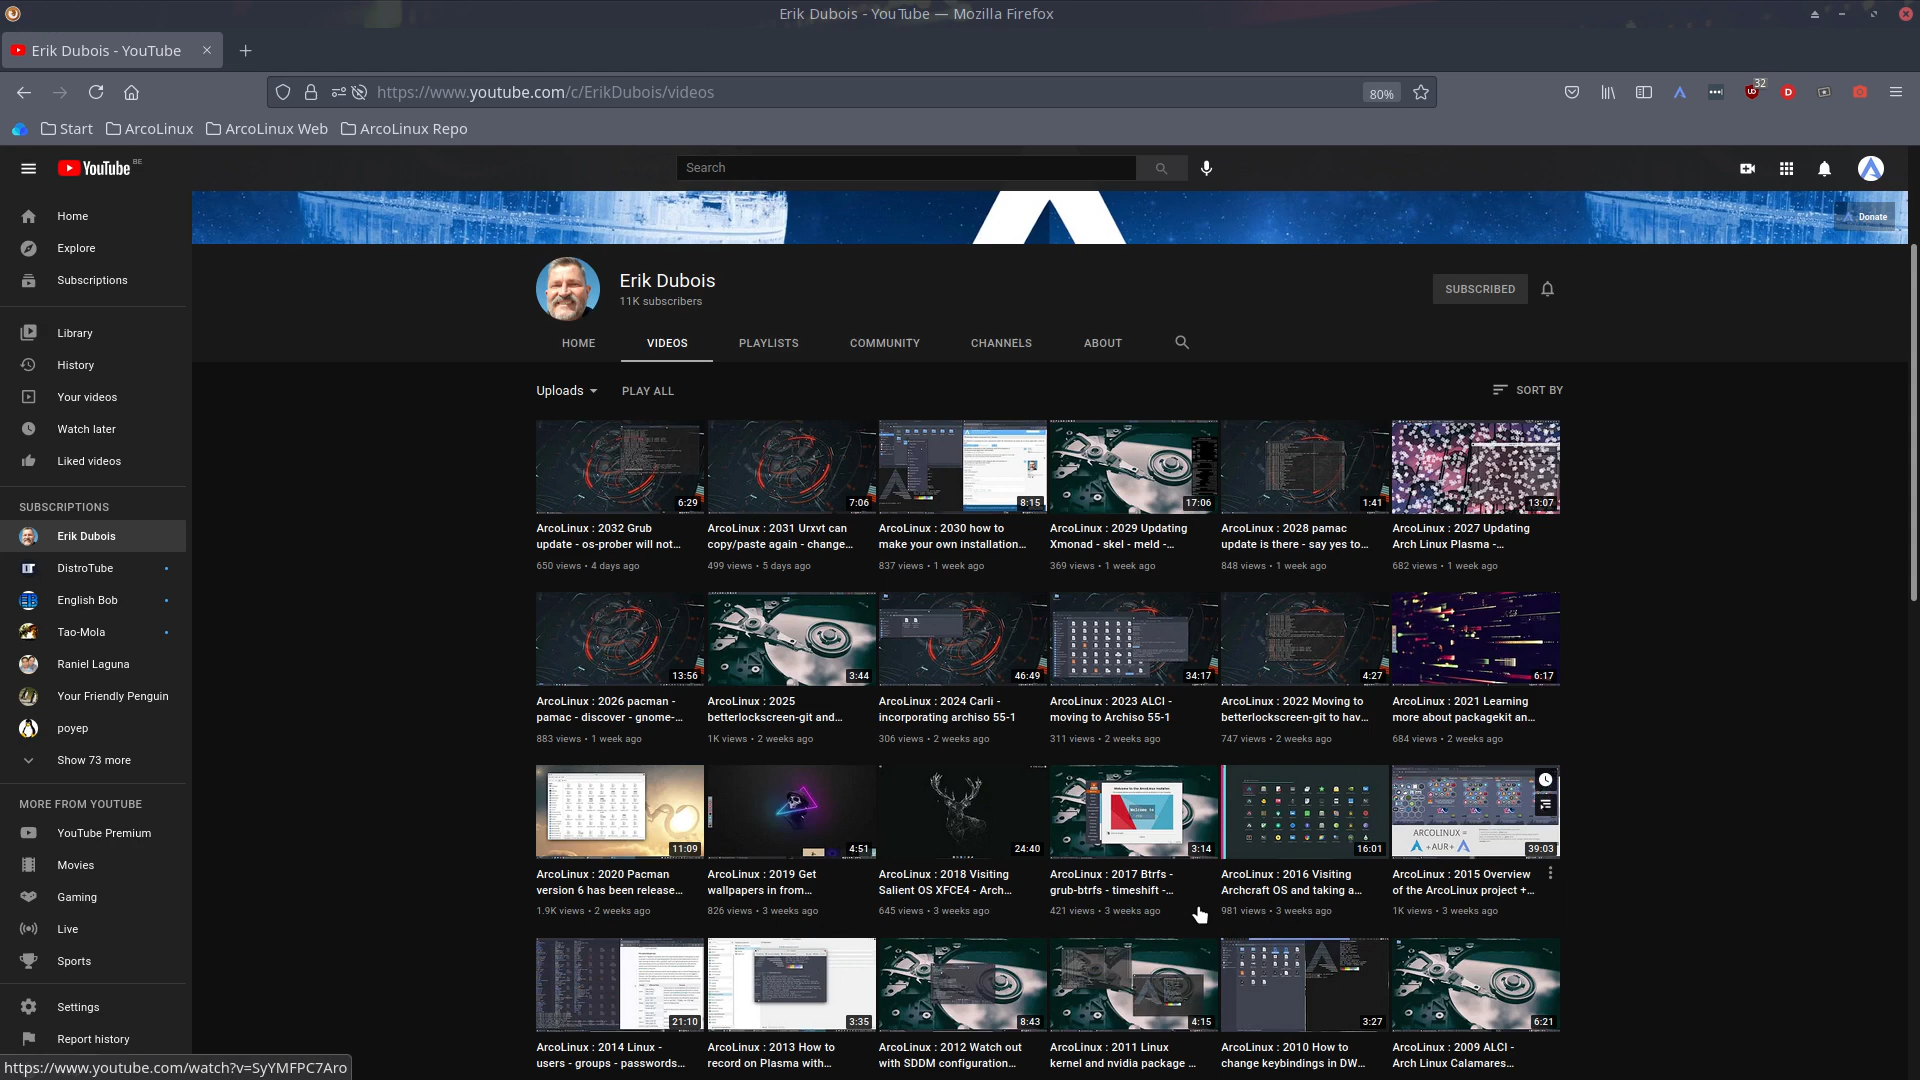 Erik Dubois - YouTube — Mozilla Firefox
Erik Dubois - YouTube
https://www.youtube.com/c/ErikDubois/videos
80%
32
Start
ArcoLinux
ArcoLinux Web
ArcoLinux Repo
YouTube BE
Search
Home
Explore
Subscriptions
Library
History
Your videos
Watch later
Liked videos
SUBSCRIPTIONS
Erik Dubois
DistroTube
English Bob
Tao-Mola
Raniel Laguna
Your Friendly Penguin
poyep
Show 73 more
MORE FROM YOUTUBE
YouTube Premium
Movies
Gaming
Live
Sports
Settings
Report history
https://www.youtube.com/watch?v=SyYMFPC7Aro
Donate
Erik Dubois
11K subscribers
SUBSCRIBED
HOME
VIDEOS
PLAYLISTS
COMMUNITY
CHANNELS
ABOUT
Uploads
PLAY ALL
SORT BY
6:29
ArcoLinux : 2032 Grub
update - os-prober will not...
650 views • 4 days ago
7:06
ArcoLinux : 2031 Urxvt can
copy/paste again - change...
499 views • 5 days ago
8:15
ArcoLinux : 2030 how to
make your own installation...
837 views • 1 week ago
17:06
ArcoLinux : 2029 Updating
Xmonad - skel - meld -...
369 views • 1 week ago
1:41
ArcoLinux : 2028 pamac
update is there - say yes to...
848 views • 1 week ago
13:07
ArcoLinux : 2027 Updating
Arch Linux Plasma -...
682 views • 1 week ago
13:56
ArcoLinux : 2026 pacman -
pamac - discover - gnome-...
883 views • 1 week ago
3:44
ArcoLinux : 2025
betterlockscreen-git and...
1K views • 2 weeks ago
46:49
ArcoLinux : 2024 Carli -
incorporating archiso 55-1
306 views • 2 weeks ago
34:17
ArcoLinux : 2023 ALCI -
moving to Archiso 55-1
311 views • 2 weeks ago
4:27
ArcoLinux : 2022 Moving to
betterlockscreen-git to hav...
747 views • 2 weeks ago
6:17
ArcoLinux : 2021 Learning
more about packagekit an...
684 views • 2 weeks ago
11:09
ArcoLinux : 2020 Pacman
version 6 has been release...
1.9K views • 2 weeks ago
4:51
ArcoLinux : 2019 Get
wallpapers in from...
826 views • 3 weeks ago
24:40
ArcoLinux : 2018 Visiting
Salient OS XFCE4 - Arch...
645 views • 3 weeks ago
3:14
ArcoLinux : 2017 Btrfs -
grub-btrfs - timeshift -...
421 views • 3 weeks ago
16:01
ArcoLinux : 2016 Visiting
Archcraft OS and taking a...
981 views • 3 weeks ago
ARCOLINUX =
+AUR+
39:03
ArcoLinux : 2015 Overview
of the ArcoLinux project +...
1K views • 3 weeks ago
21:10
ArcoLinux : 2014 Linux -
users - groups - passwords...
3:35
ArcoLinux : 2013 How to
record on Plasma with...
8:43
ArcoLinux : 2012 Watch out
with SDDM configuration...
4:15
ArcoLinux : 2011 Linux
kernel and nvidia package ...
3:27
ArcoLinux : 2010 How to
change keybindings in DW...
6:21
ArcoLinux : 2009 ALCI -
Arch Linux Calamares...